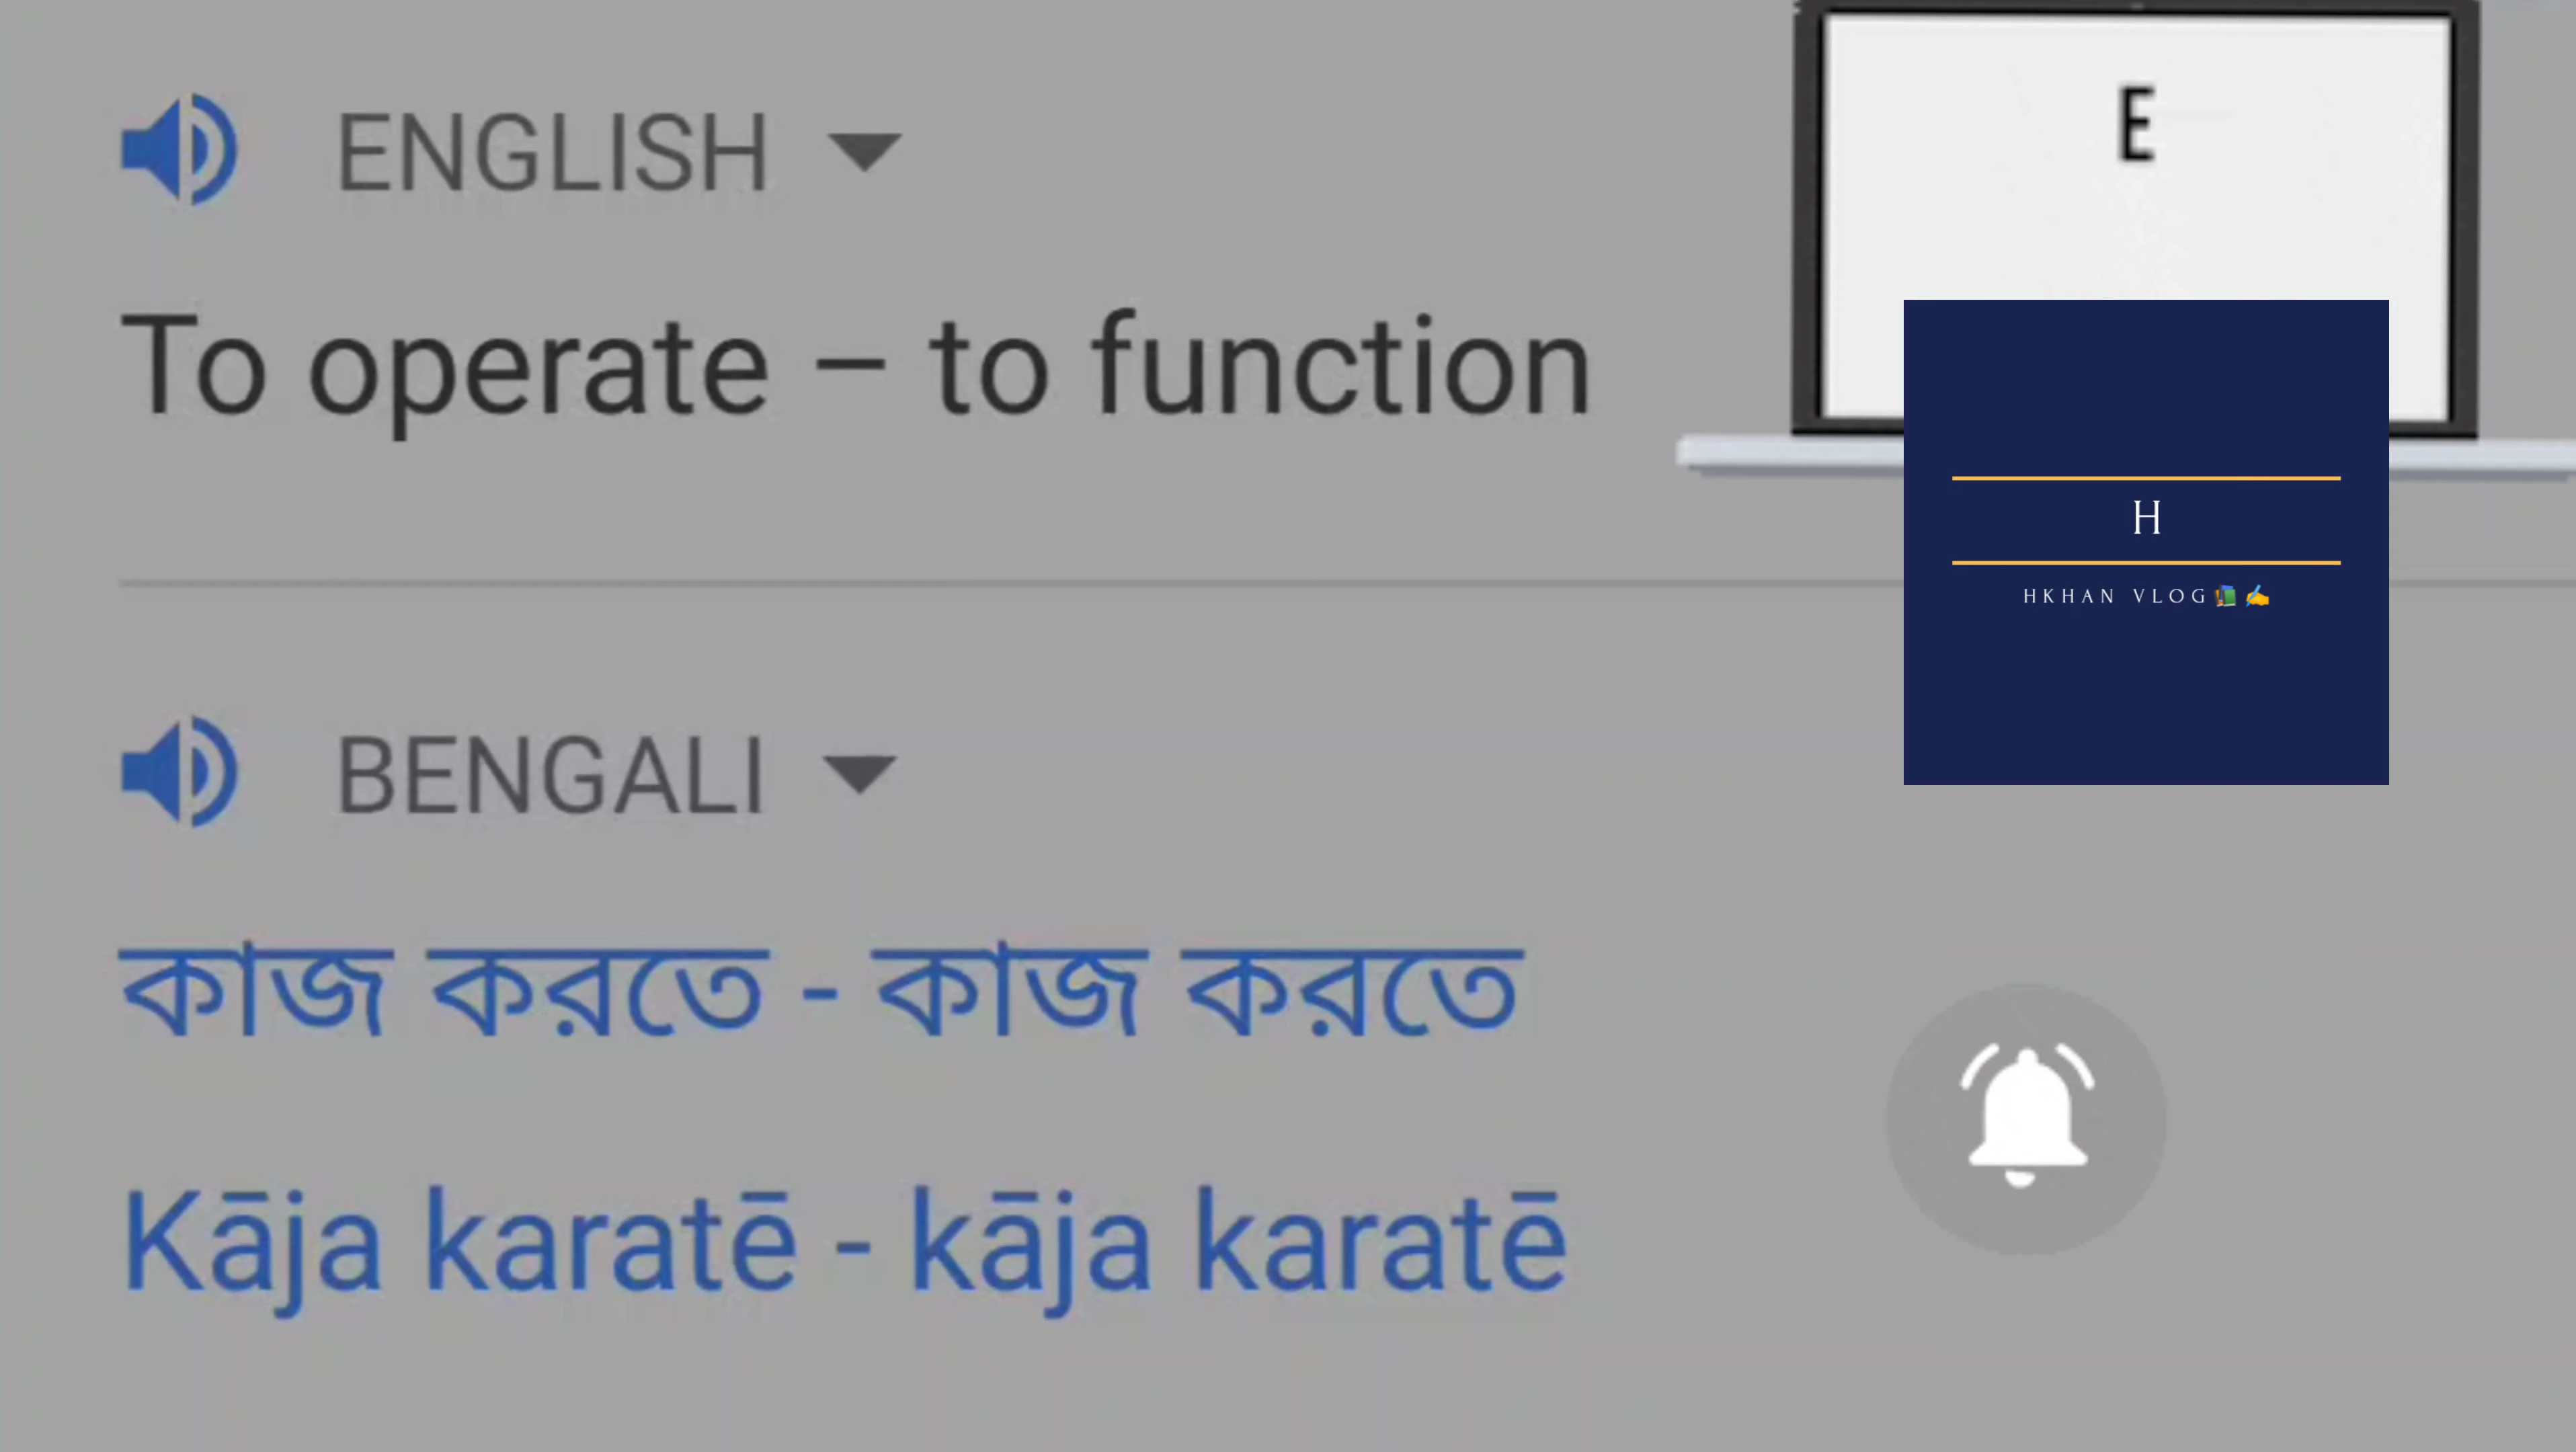 ENGLISH
E
To operate – to function
H
HKHAN VLOG📚✍️
BENGALI
কাজ করতে - কাজ করতে
Kāja karatē - kāja karatē